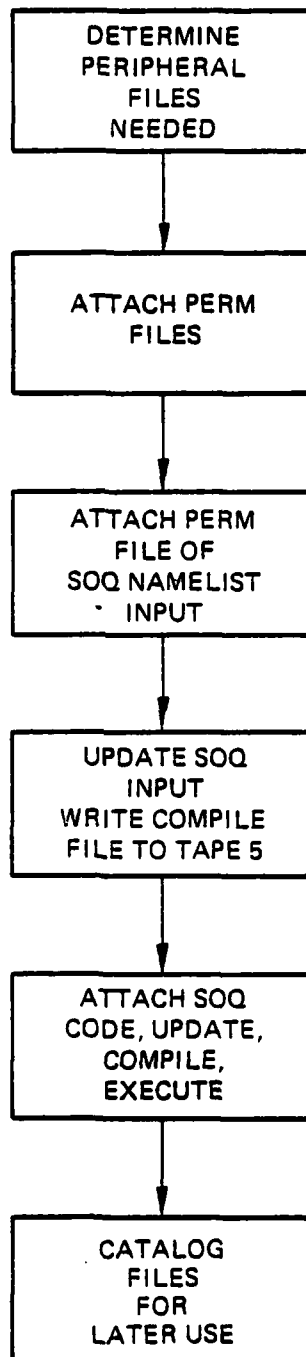 DETERMINE
PERIPHERAL
FILES
NEEDED
ATTACH PERM
FILES
ATTACH PERM
FILE OF
SOQ NAMELIST
INPUT
UPDATE SOQ
INPUT
WRITE COMPILE
FILE TO TAPE 5
ATTACH SOQ
CODE, UPDATE,
COMPILE,
EXECUTE
CATALOG
FILES
FOR
LATER USE